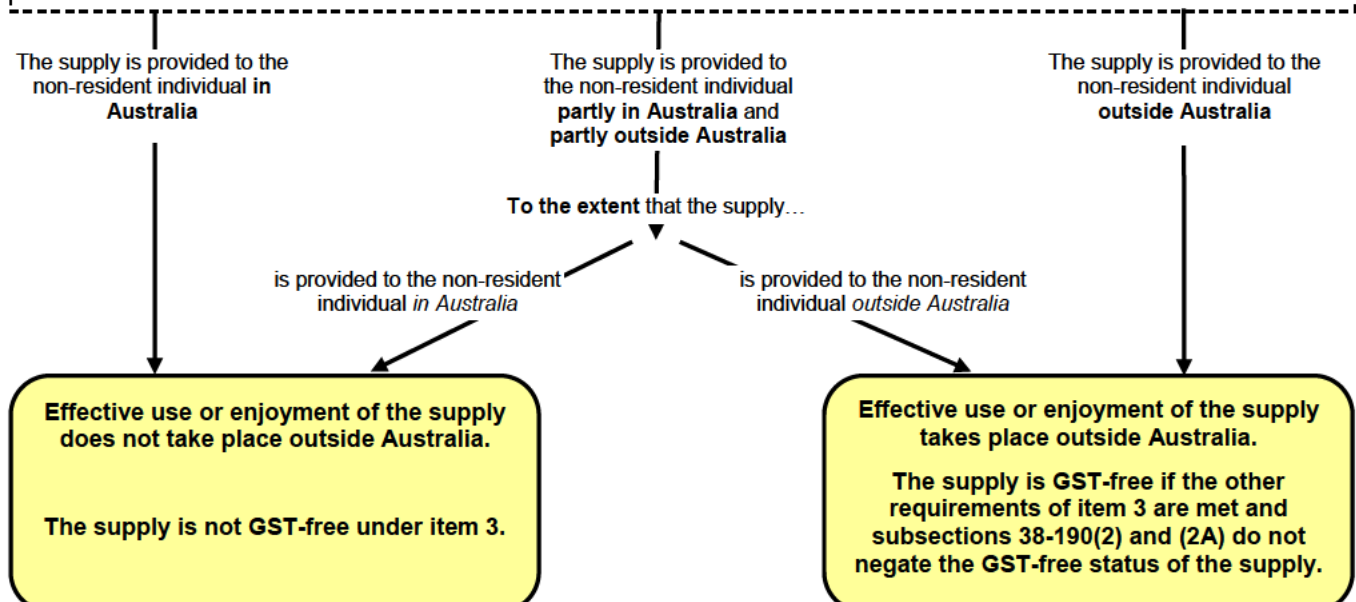 The supply is provided to the
non-resident individual in
Australia
The supply is provided to
the non-resident individual
partly in Australia and
partly outside Australia
The supply is provided to the
non-resident individual
outside Australia
To the extent that the supply…
is provided to the non-resident
individual in Australia
is provided to the non-resident
individual outside Australia
Effective use or enjoyment of the supply
does not take place outside Australia.
The supply is not GST-free under item 3.
Effective use or enjoyment of the supply
takes place outside Australia.
The supply is GST-free if the other
requirements of item 3 are met and
subsections 38-190(2) and (2A) do not
negate the GST-free status of the supply.